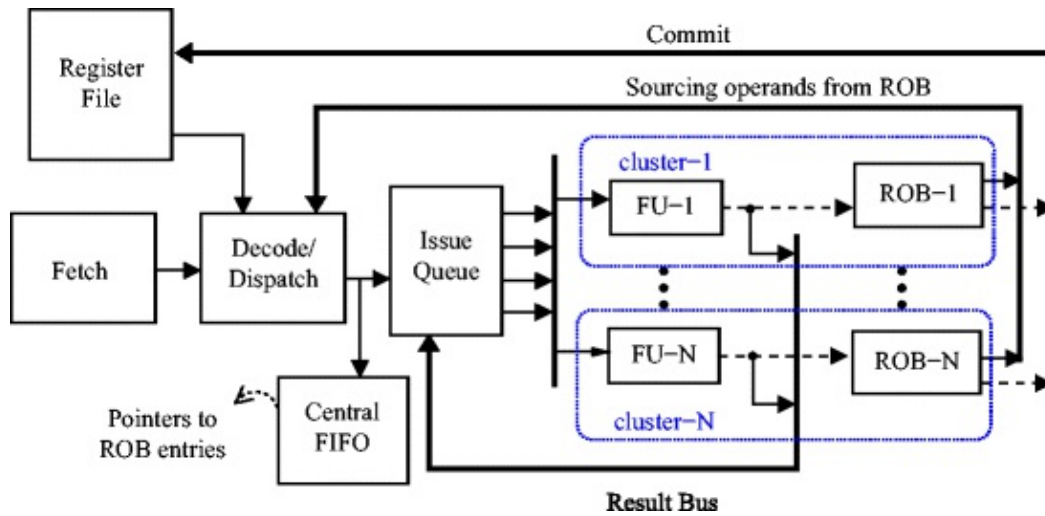 Commit
Register
File
Sourcing operands from ROB
cluster−1
FU−1
ROB−1
Fetch
Decode/
Dispatch
Issue
Queue
FU−N
ROB−N
cluster−N
Pointers to
ROB entries
Central
FIFO
Result Bus